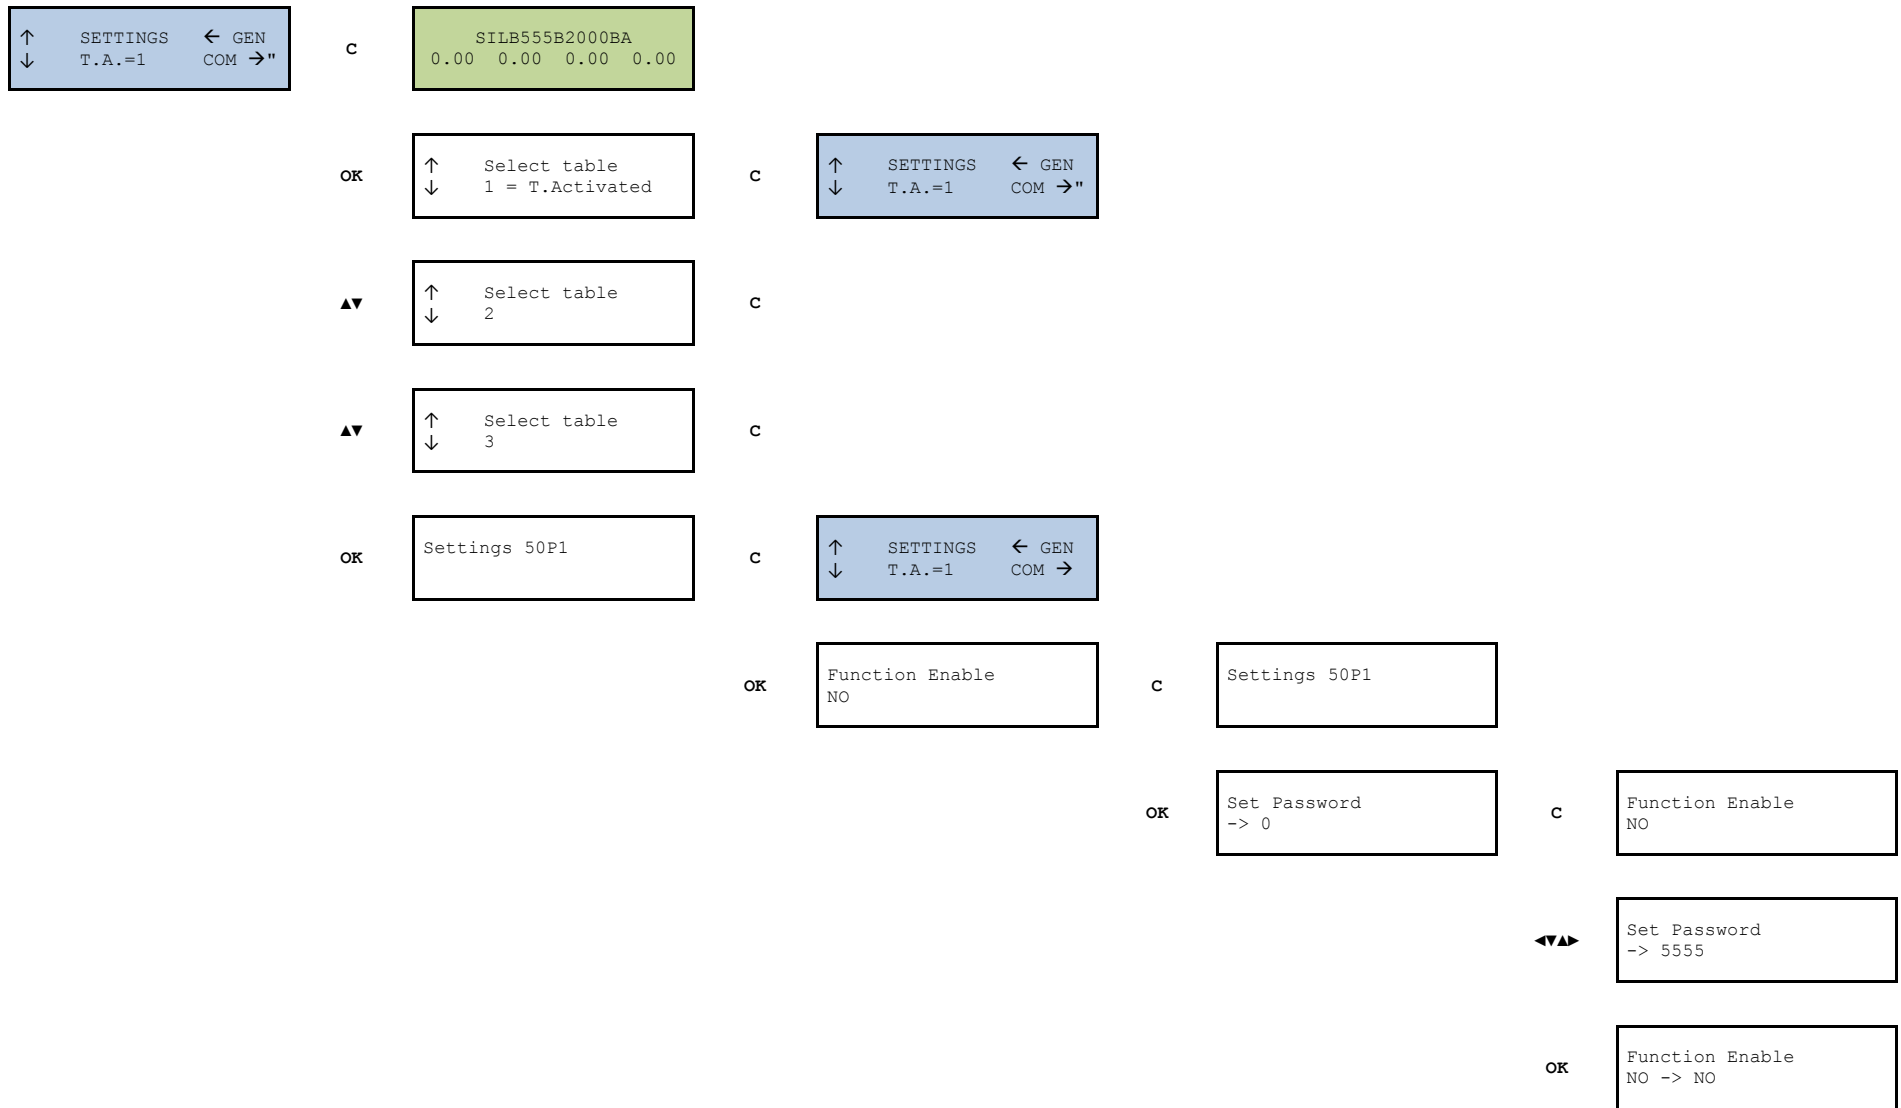 ↑ SETTINGS ← GEN
↓ T.A.=1 COM →"
C
SILB555B2000BA
0.00 0.00 0.00 0.00
OK
↑ Select table
↓ 1 = T.Activated
C
↑ SETTINGS ← GEN
↓ T.A.=1 COM →"
▲▼
↑ Select table
↓ 2
C
▲▼
↑ Select table
↓ 3
C
OK
Settings 50P1
C
↑ SETTINGS ← GEN
↓ T.A.=1 COM →
OK
Function Enable
NO
C
Settings 50P1
OK
Set Password
-> 0
C
Function Enable
NO
◄▼▲►
Set Password
-> 5555
OK
Function Enable
NO -> NO